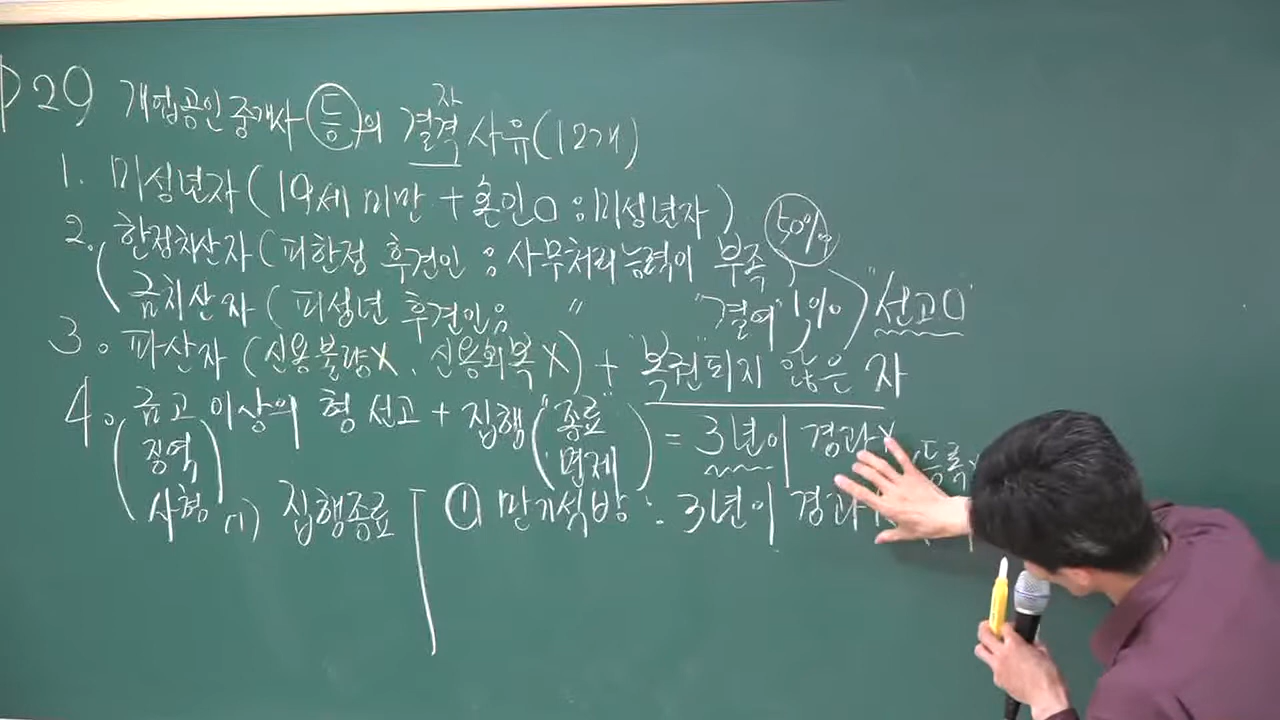 P29 개업공인중개사 등의 결격사유(12개)
자
1. 미성년자(19세 미만 + 혼인O : 미성년자)
2. 한정치산자(피한정 후견인 : 사무처리능력이 부족 50%
금치산자(피성년 후견인 : 〃 "결여" 1%) "선고O"
3. 파산자(신용불량X, 신용회복X) + 복권되지 않은 자
4. 금고 이상의 형 선고 + 집행("종료" = 3년이 경과X
징역 면제)
사형 (1) 집행종료 ① 만기석방 : 3년이 경과